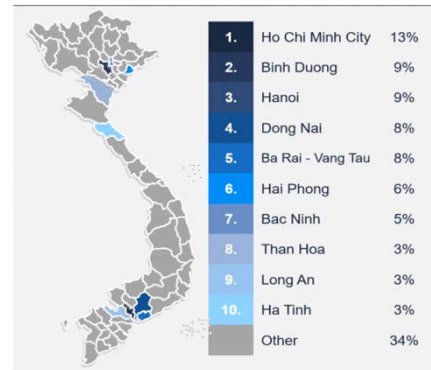 1. Ho Chi Minh City 13%
2. Binh Duong 9%
3. Hanoi 9%
4. Dong Nai 8%
5. Ba Rai - Vang Tau 8%
6. Hai Phong 6%
7. Bac Ninh 5%
8. Than Hoa 3%
9. Long An 3%
10. Ha Tinh 3%
Other 34%